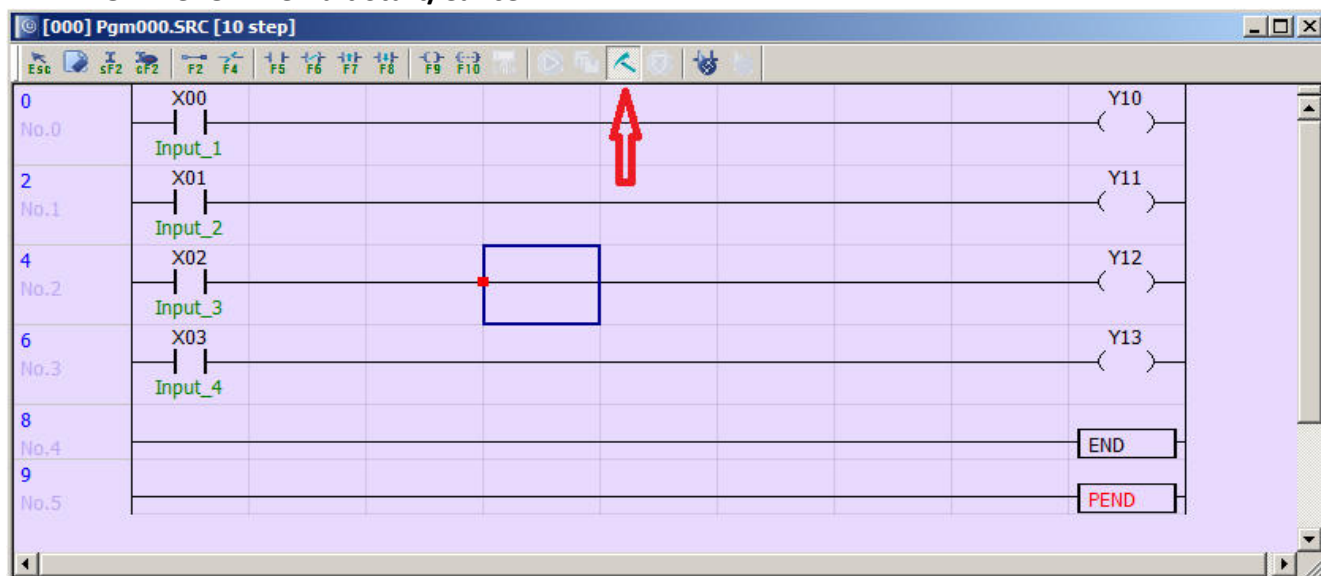 [000] Pgm000.SRC [10 step]
Esc sF2 cF2 F2 F4 F5 F6 F7 F8 F9 F10
0 X00 Y10
No.0
Input_1
2 X01 Y11
No.1
Input_2
4 X02 Y12
No.2
Input_3
6 X03 Y13
No.3
Input_4
8
No.4 END
9
No.5 PEND